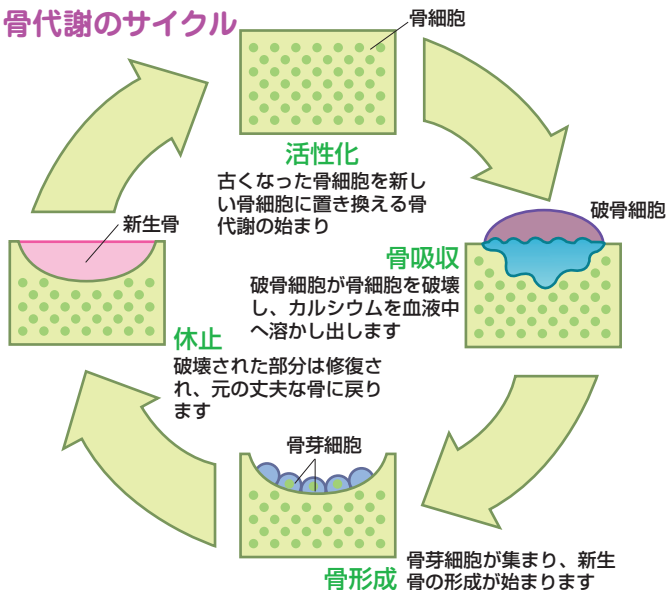 骨代謝のサイクル
骨細胞
活性化
古くなった骨細胞を新し
い骨細胞に置き換える骨
代謝の始まり
破骨細胞
骨吸収
破骨細胞が骨細胞を破壊
し、カルシウムを血液中
へ溶かし出します
骨芽細胞
骨形成
骨芽細胞が集まり、新生
骨の形成が始まります
新生骨
休止
破壊された部分は修復さ
れ、元の丈夫な骨に戻り
ます